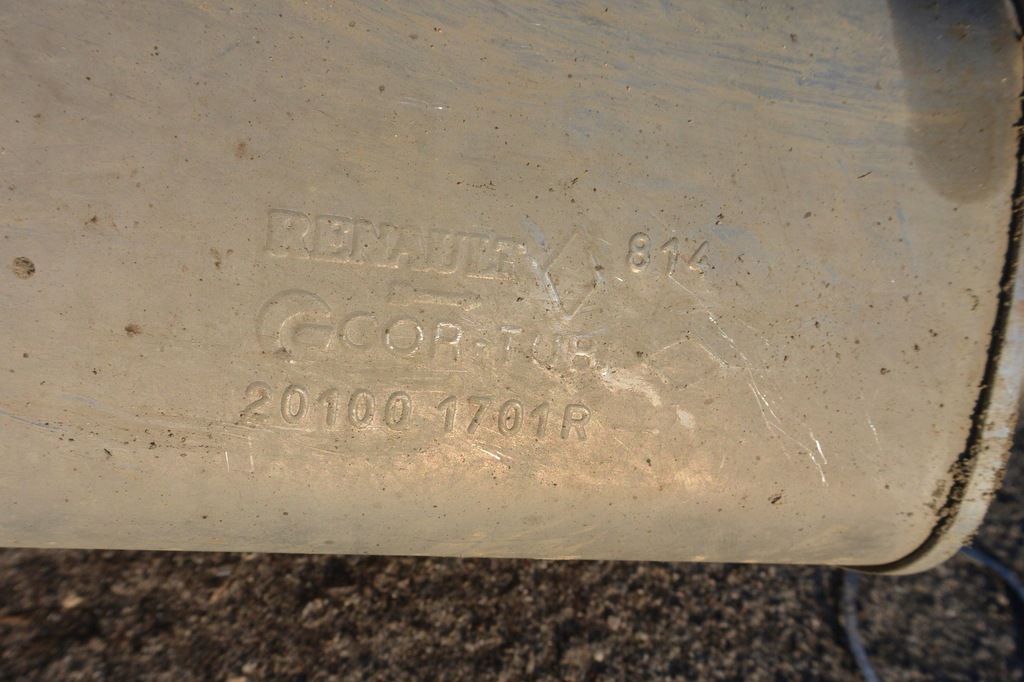 RENAULT 814
COR-TUB
20100 1701R